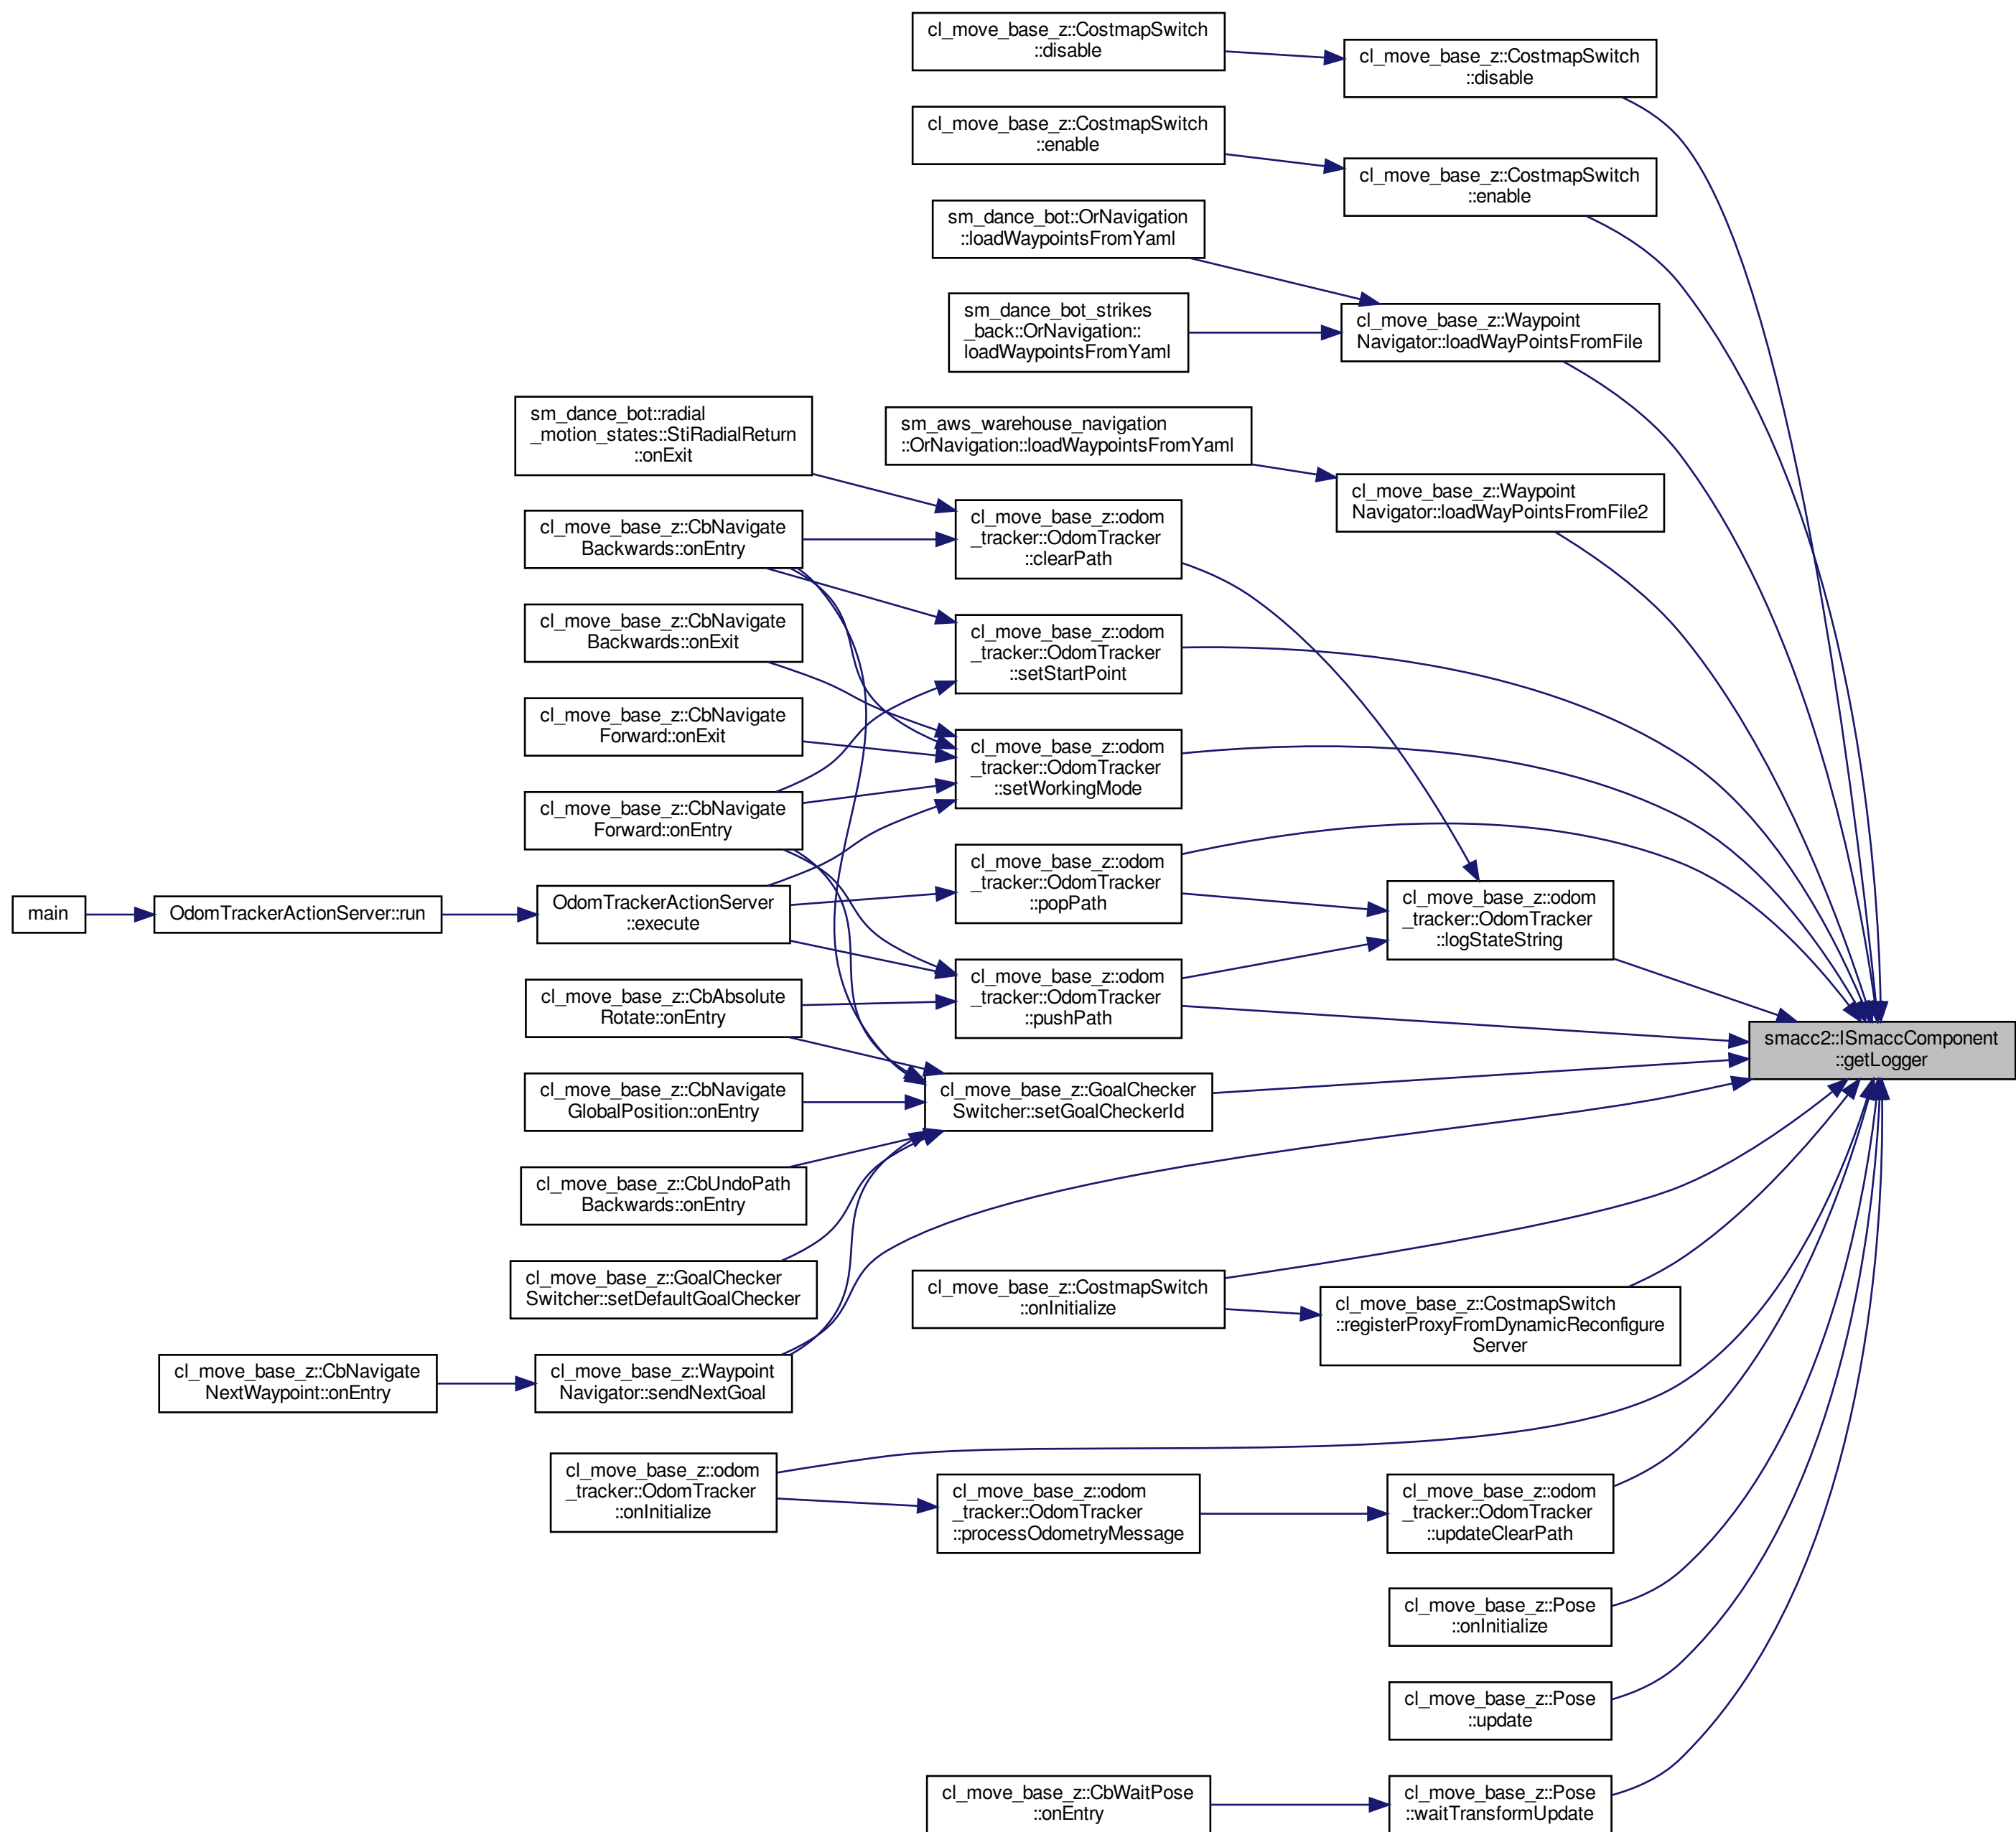 cl_move_base_z::CostmapSwitch
::disable
cl_move_base_z::CostmapSwitch
::disable
cl_move_base_z::CostmapSwitch
::enable
cl_move_base_z::CostmapSwitch
::enable
sm_dance_bot::OrNavigation
::loadWaypointsFromYaml
sm_dance_bot_strikes
_back::OrNavigation::
loadWaypointsFromYaml
cl_move_base_z::Waypoint
Navigator::loadWayPointsFromFile
sm_dance_bot::radial
_motion_states::StiRadialReturn
::onExit
sm_aws_warehouse_navigation
::OrNavigation::loadWaypointsFromYaml
cl_move_base_z::Waypoint
Navigator::loadWayPointsFromFile2
cl_move_base_z::CbNavigate
Backwards::onEntry
cl_move_base_z::odom
_tracker::OdomTracker
::clearPath
cl_move_base_z::CbNavigate
Backwards::onExit
cl_move_base_z::odom
_tracker::OdomTracker
::setStartPoint
cl_move_base_z::CbNavigate
Forward::onExit
cl_move_base_z::odom
_tracker::OdomTracker
::setWorkingMode
cl_move_base_z::CbNavigate
Forward::onEntry
main
OdomTrackerActionServer::run
OdomTrackerActionServer
::execute
cl_move_base_z::odom
_tracker::OdomTracker
::popPath
cl_move_base_z::odom
_tracker::OdomTracker
::logStateString
cl_move_base_z::CbAbsolute
Rotate::onEntry
cl_move_base_z::odom
_tracker::OdomTracker
::pushPath
smacc2::ISmaccComponent
::getLogger
cl_move_base_z::CbNavigate
GlobalPosition::onEntry
cl_move_base_z::GoalChecker
Switcher::setGoalCheckerId
cl_move_base_z::CbUndoPath
Backwards::onEntry
cl_move_base_z::GoalChecker
Switcher::setDefaultGoalChecker
cl_move_base_z::CostmapSwitch
::onInitialize
cl_move_base_z::CostmapSwitch
::registerProxyFromDynamicReconfigure
Server
cl_move_base_z::CbNavigate
NextWaypoint::onEntry
cl_move_base_z::Waypoint
Navigator::sendNextGoal
cl_move_base_z::odom
_tracker::OdomTracker
::onInitialize
cl_move_base_z::odom
_tracker::OdomTracker
::processOdometryMessage
cl_move_base_z::odom
_tracker::OdomTracker
::updateClearPath
cl_move_base_z::Pose
::onInitialize
cl_move_base_z::Pose
::update
cl_move_base_z::CbWaitPose
::onEntry
cl_move_base_z::Pose
::waitTransformUpdate